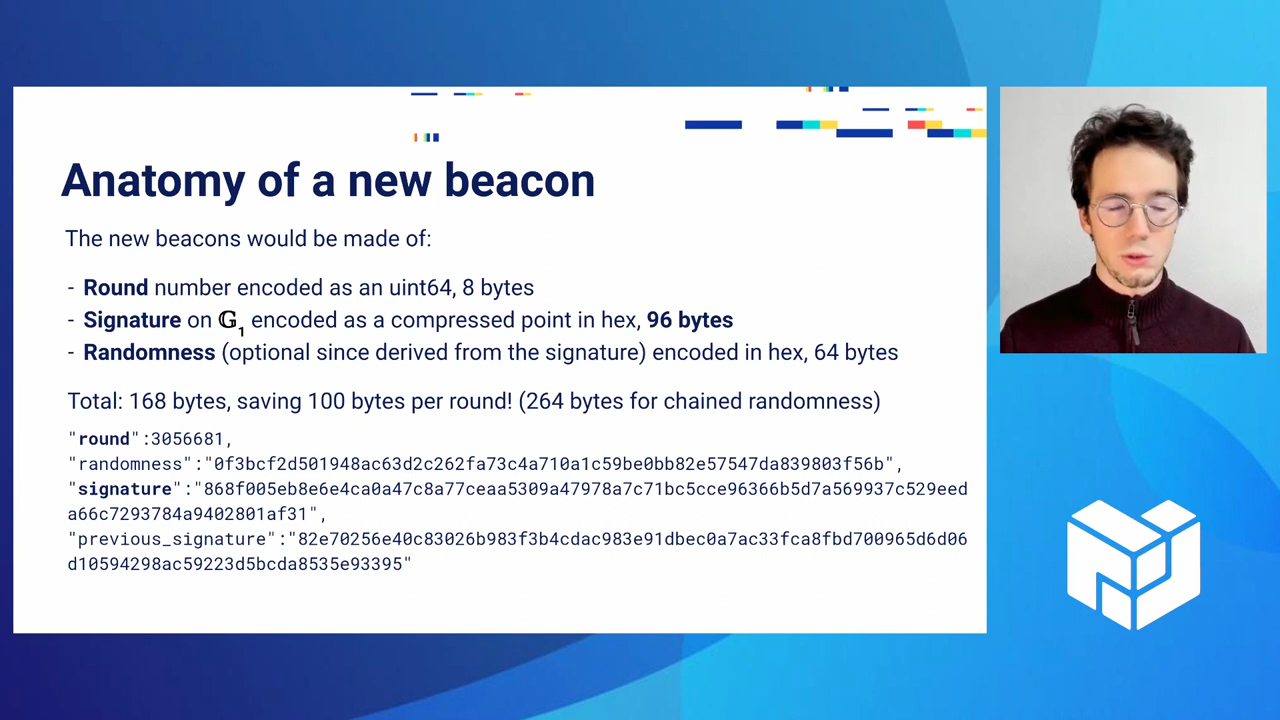 Anatomy of a new beacon
The new beacons would be made of:
- Round number encoded as an uint64, 8 bytes
- Signature on 𝔾₁ encoded as a compressed point in hex, 96 bytes
- Randomness (optional since derived from the signature) encoded in hex, 64 bytes
Total: 168 bytes, saving 100 bytes per round! (264 bytes for chained randomness)
"round":3056681,
"randomness":"0f3bcf2d501948ac63d2c262fa73c4a710a1c59be0bb82e57547da839803f56b",
"signature":"868f005eb8e6e4ca0a47c8a77ceaa5309a47978a7c71bc5cce96366b5d7a569937c529eed
a66c7293784a9402801af31",
"previous_signature":"82e70256e40c83026b983f3b4cdac983e91dbec0a7ac33fca8fbd700965d6d06
d10594298ac59223d5bcda8535e93395"